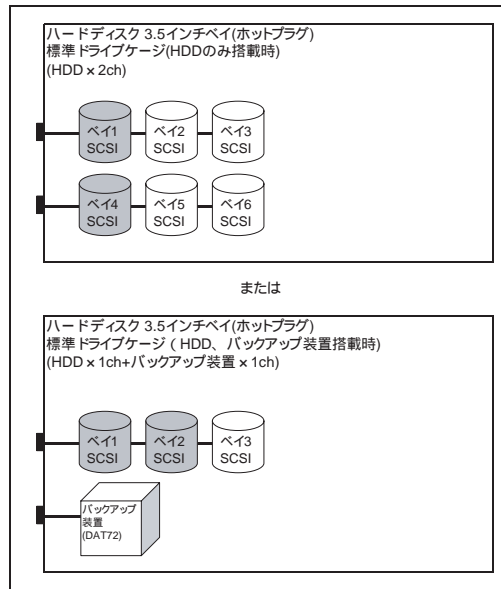 ハードディスク 3.5インチベイ(ホットプラグ)
標準ドライブケージ(HDDのみ搭載時)
(HDD×2ch)
ベイ1
SCSI
ベイ2
SCSI
ベイ3
SCSI
ベイ4
SCSI
ベイ5
SCSI
ベイ6
SCSI
または
ハードディスク 3.5インチベイ(ホットプラグ)
標準ドライブケージ(HDD、バックアップ装置搭載時)
(HDD×1ch+バックアップ装置×1ch)
ベイ1
SCSI
ベイ2
SCSI
ベイ3
SCSI
バックアップ
装置
(DAT72)